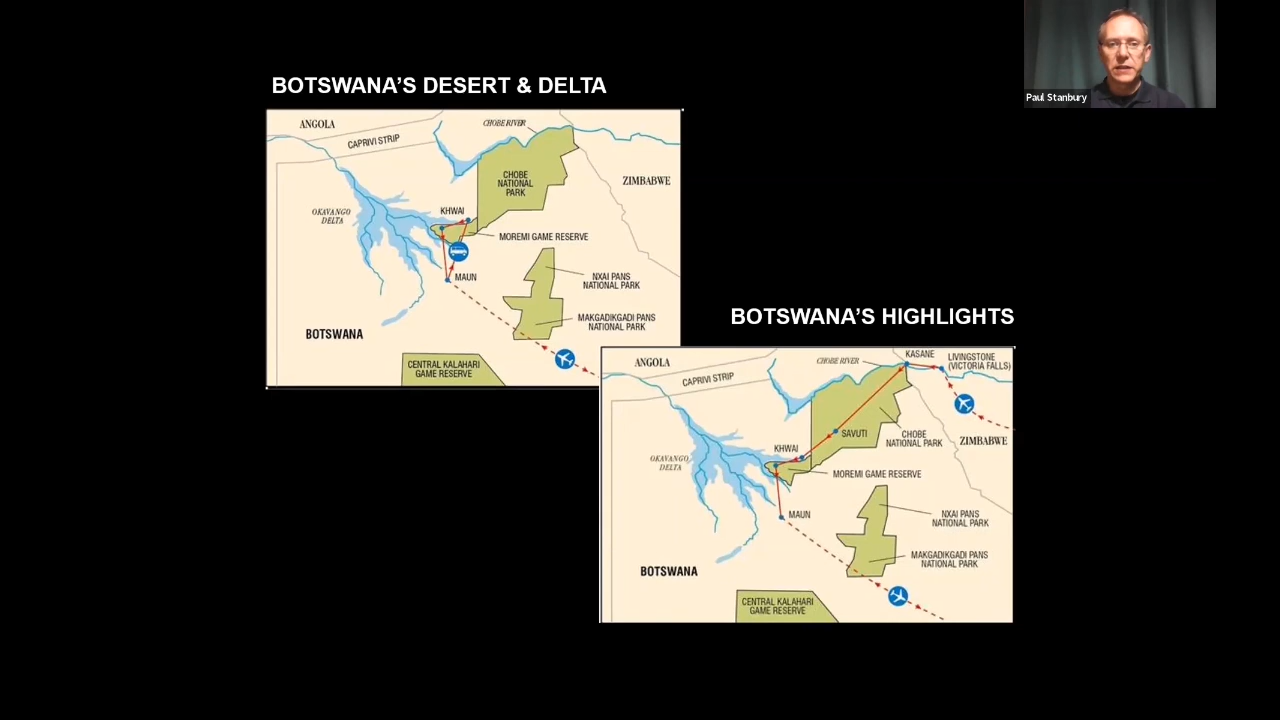 Paul Stanbury
BOTSWANA'S DESERT & DELTA
ANGOLA
CAPRIVI STRIP
CHOBE RIVER
CHOBE
NATIONAL
PARK
ZIMBABWE
OKAVANGO
DELTA
KHWAI
MOREMI GAME RESERVE
MAUN
NXAI PANS
NATIONAL PARK
MAKGADIKGADI PANS
NATIONAL PARK
BOTSWANA
CENTRAL KALAHARI
GAME RESERVE
BOTSWANA'S HIGHLIGHTS
ANGOLA
CAPRIVI STRIP
CHOBE RIVER
KASANE
LIVINGSTONE
(VICTORIA FALLS)
SAVUTI
CHOBE
NATIONAL PARK
ZIMBABWE
OKAVANGO
DELTA
KHWAI
MOREMI GAME RESERVE
MAUN
NXAI PANS
NATIONAL PARK
MAKGADIKGADI PANS
NATIONAL PARK
BOTSWANA
CENTRAL KALAHARI
GAME RESERVE